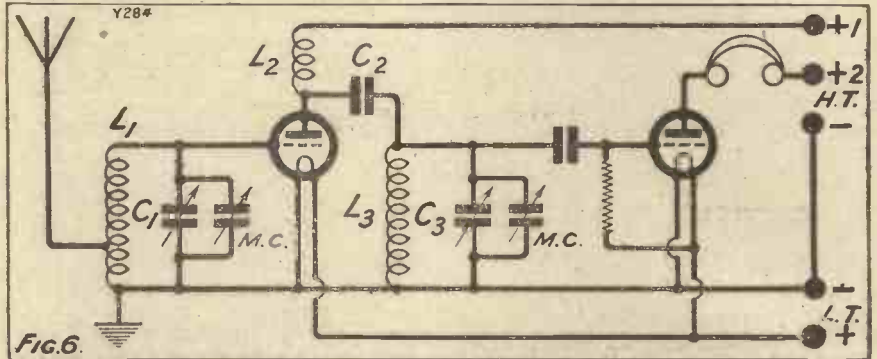 Y284
+1
L2
C2
+2
H.T.
-
L1
C1
M.C.
L3
C3
M.C.
-
L.T.
+
FIG.6.